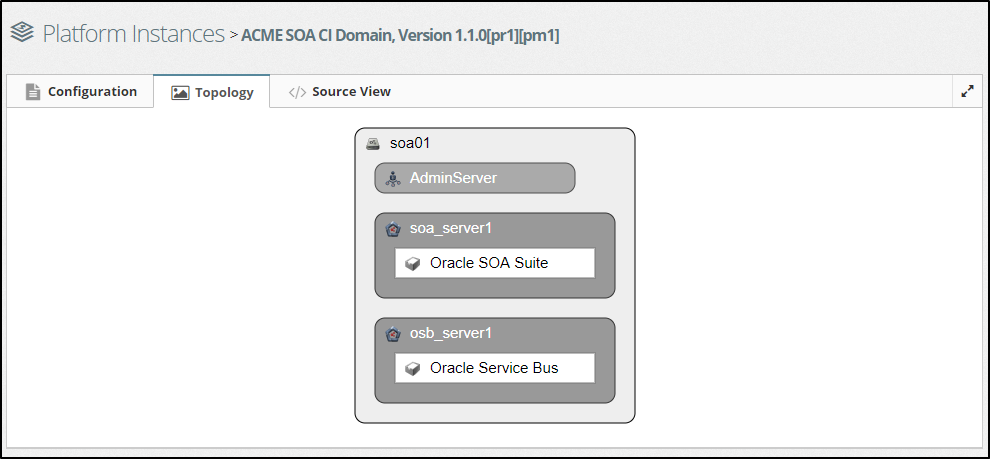 Platform Instances > ACME SOA CI Domain, Version 1.1.0[pr1][pm1]
Configuration Topology </> Source View
soa01
AdminServer
soa_server1
Oracle SOA Suite
osb_server1
Oracle Service Bus